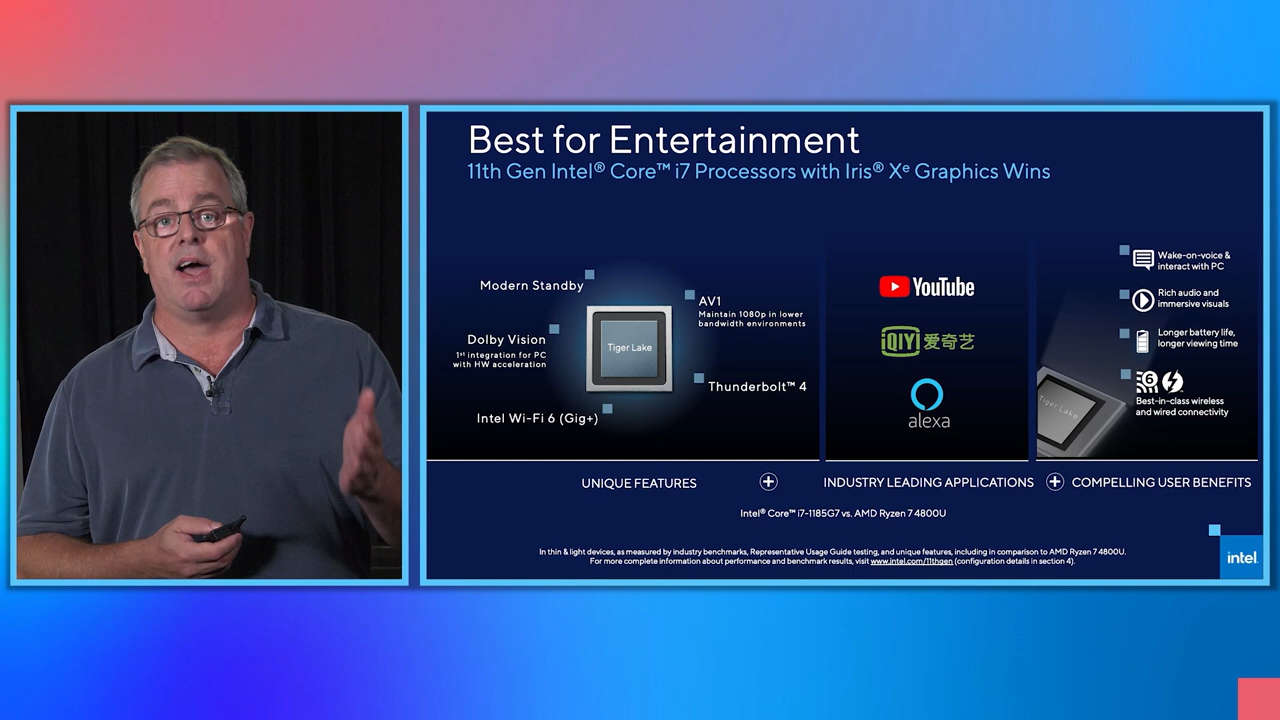 Best for Entertainment
11th Gen Intel® Core™ i7 Processors with Iris® Xe Graphics Wins
Modern Standby
Dolby Vision
1st integration for PC
with HW acceleration
Intel Wi-Fi 6 (Gig+)
Tiger Lake
AV1
Maintain 1080p in lower
bandwidth environments
Thunderbolt™ 4
YouTube
iQIYI 爱奇艺
alexa
Wake-on-voice &
interact with PC
Rich audio and
immersive visuals
Longer battery life,
longer viewing time
6
Best-in-class wireless
and wired connectivity
Tiger Lake
UNIQUE FEATURES
INDUSTRY LEADING APPLICATIONS
COMPELLING USER BENEFITS
Intel® Core™ i7-1185G7 vs. AMD Ryzen 7 4800U
In thin & light devices, as measured by industry benchmarks, Representative Usage Guide testing, and unique features, including in comparison to AMD Ryzen 7 4800U.
For more complete information about performance and benchmark results, visit www.intel.com/11thgen (configuration details in section 4).
intel.